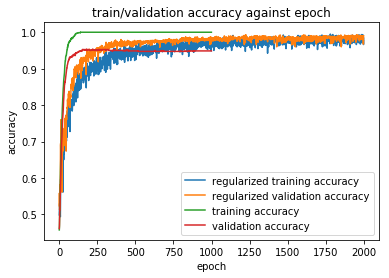 train/validation accuracy against epoch
1.0
0.9
0.8
0.7
0.6
0.5
accuracy
regularized training accuracy
regularized validation accuracy
training accuracy
validation accuracy
0 250 500 750 1000 1250 1500 1750 2000
epoch